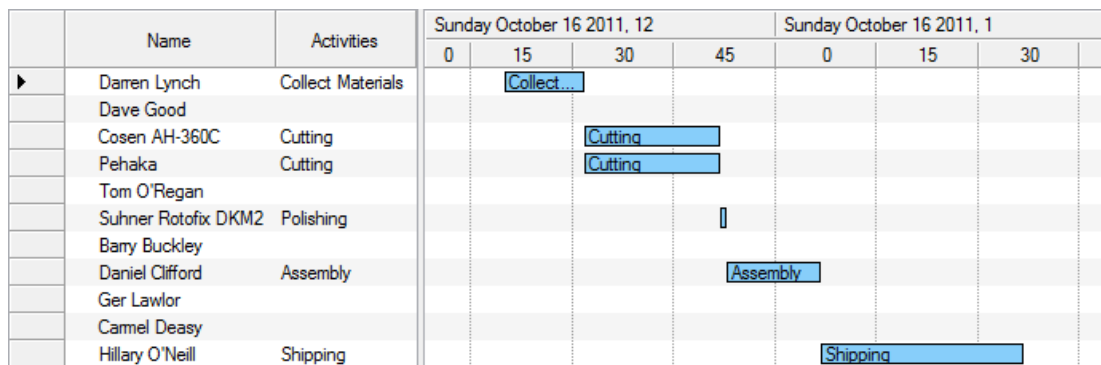 Name Activities Sunday October 16 2011, 12 Sunday October 16 2011, 1
0 15 30 45 0 15 30
Darren Lynch Collect Materials Collect...
Dave Good
Cosen AH-360C Cutting Cutting
Pehaka Cutting Cutting
Tom O'Regan
Suhner Rotofix DKM2 Polishing
Barry Buckley
Daniel Clifford Assembly Assembly
Ger Lawlor
Carmel Deasy
Hillary O'Neill Shipping Shipping